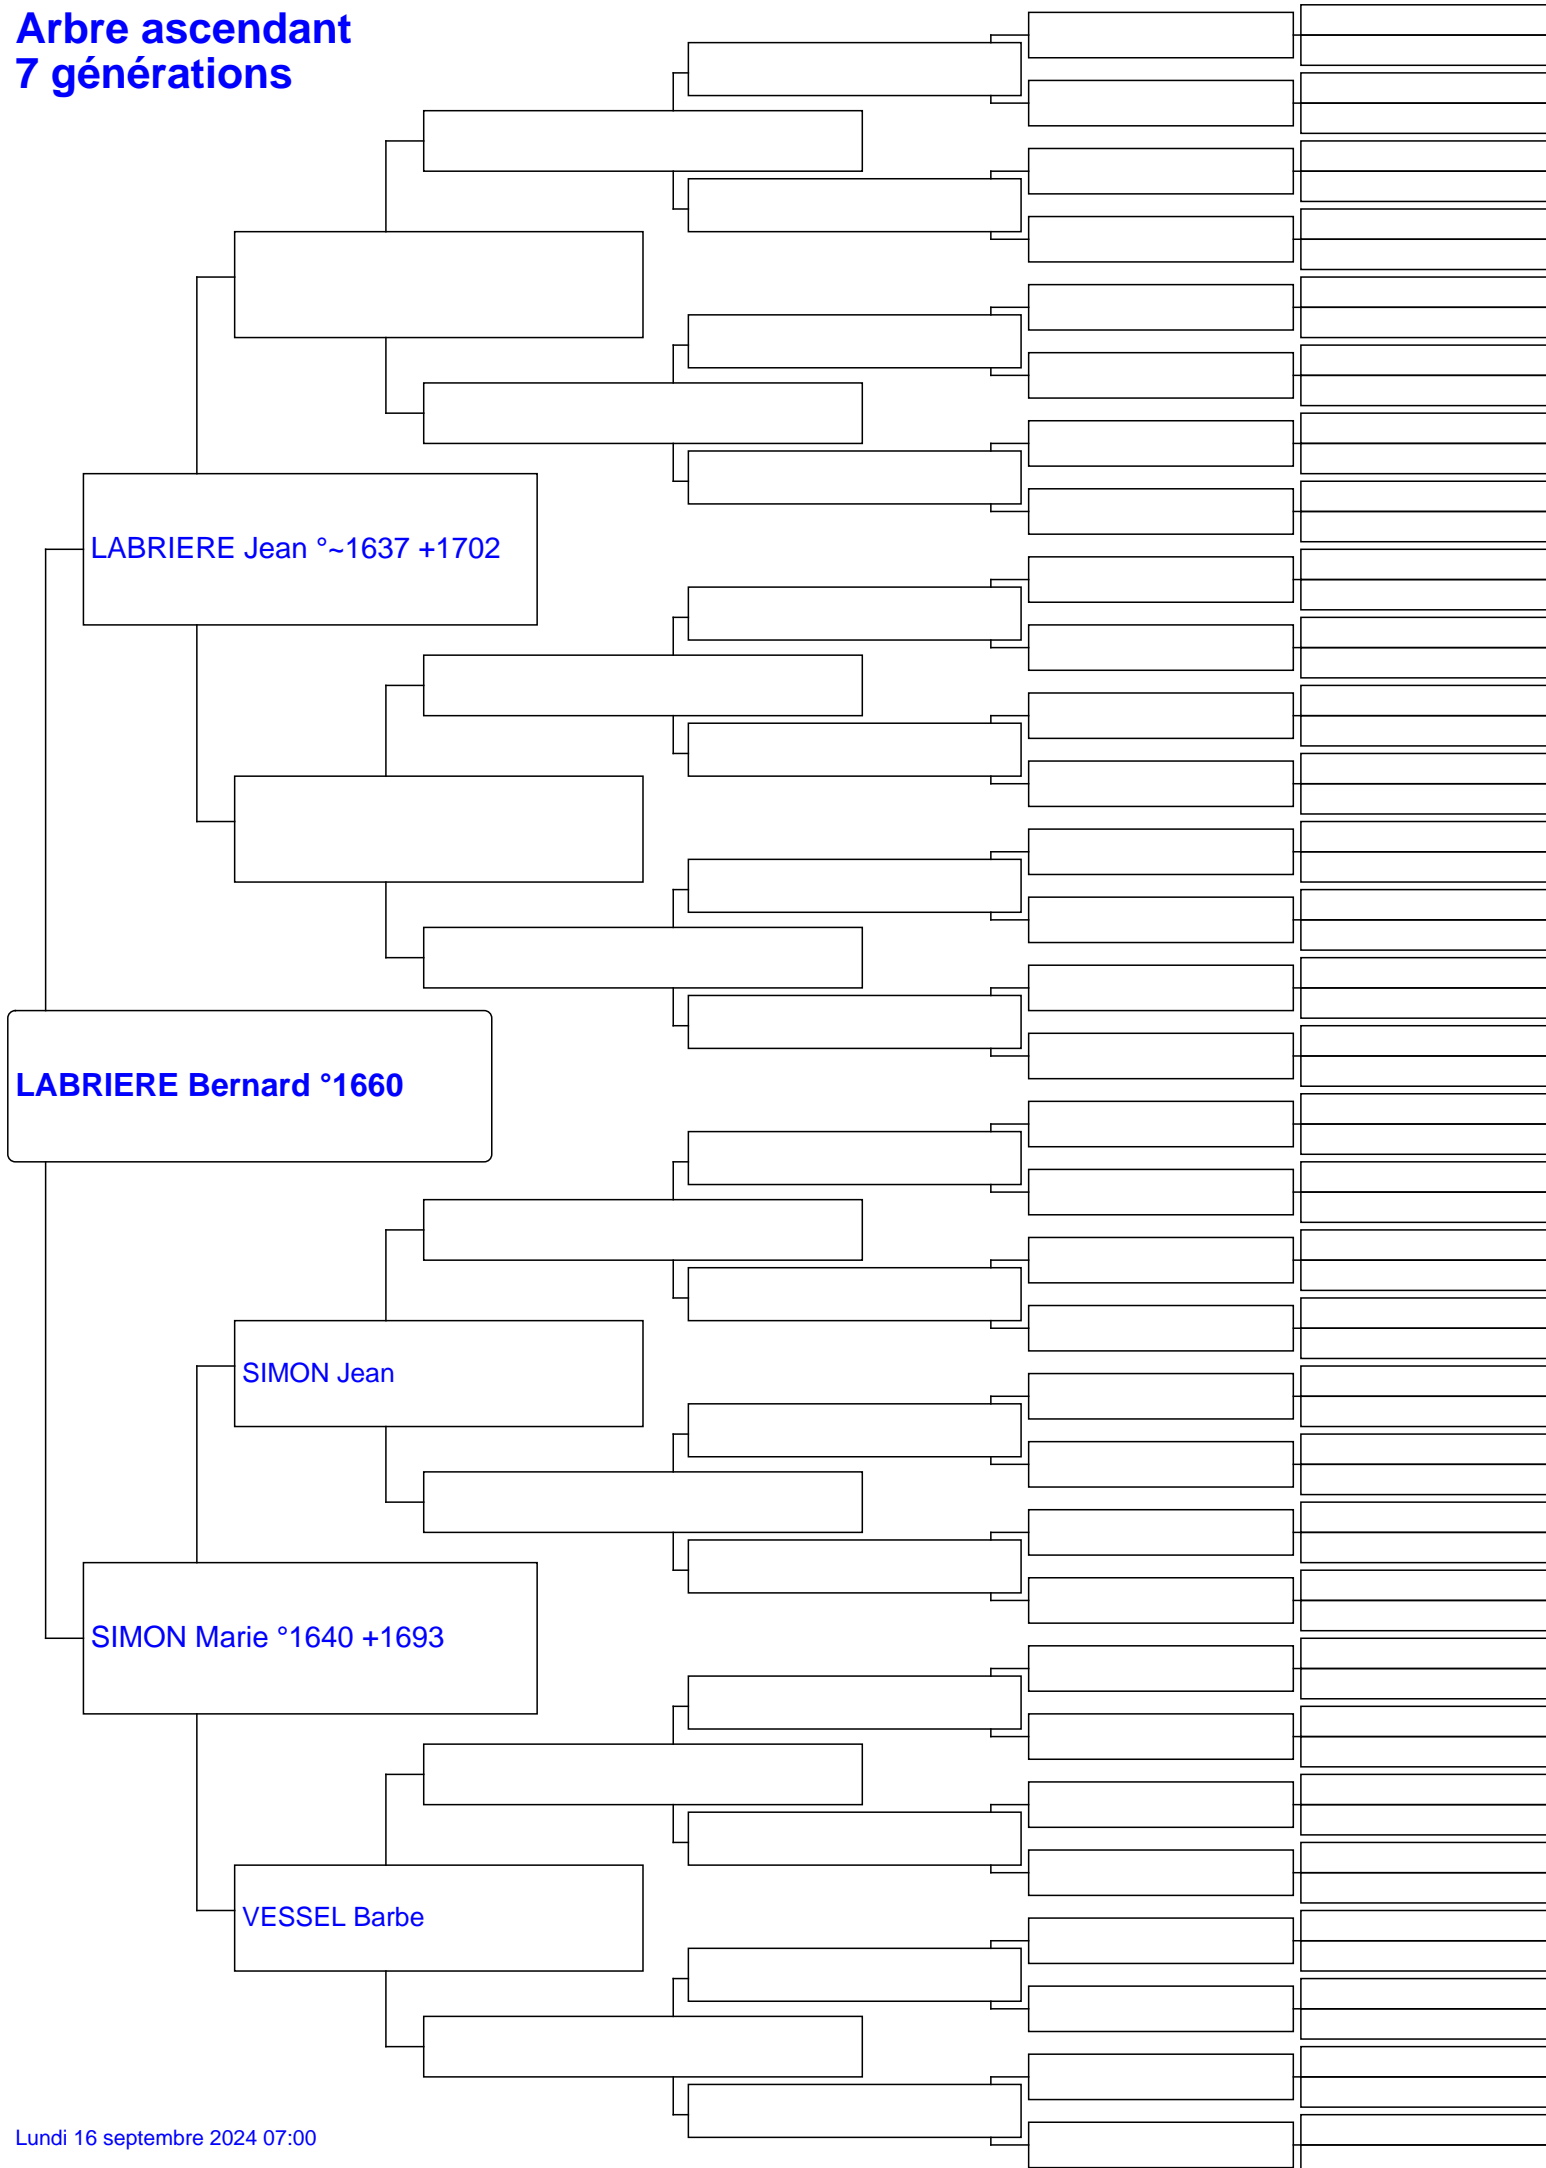 Arbre ascendant
7 générations
LABRIERE Jean °~1637 +1702
LABRIERE Bernard °1660
SIMON Jean
SIMON Marie °1640 +1693
VESSEL Barbe
Lundi 16 septembre 2024 07:00